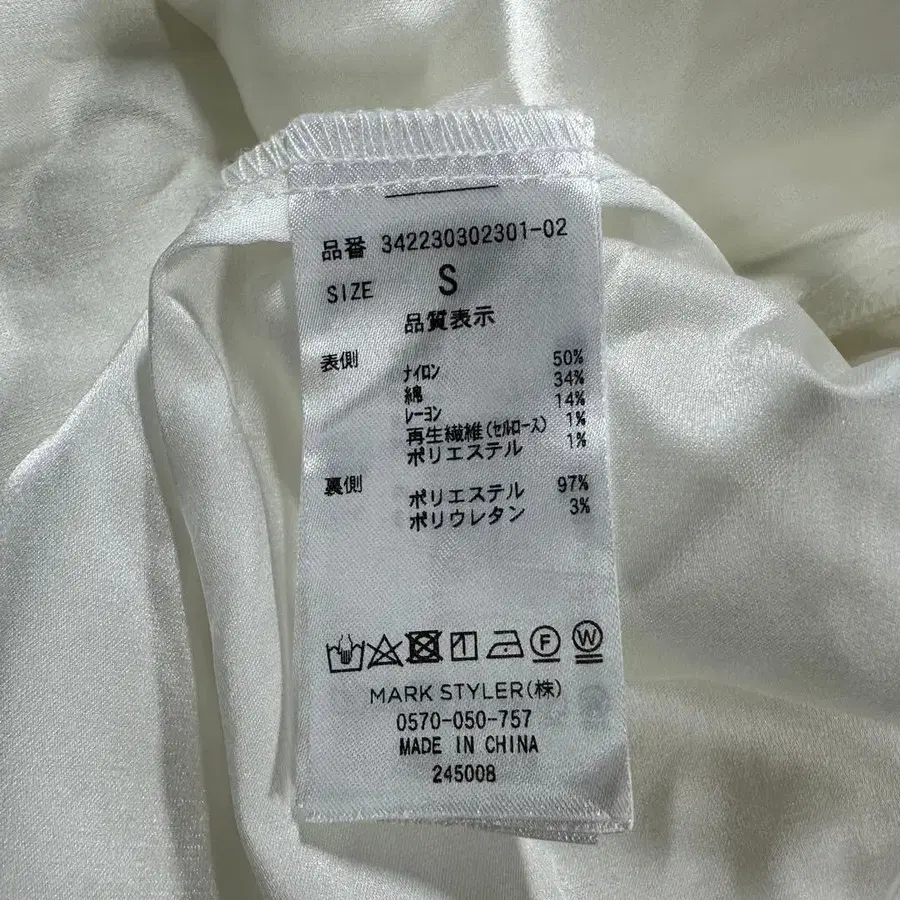 品番 342230302301-02
SIZE S
品質表示
表側 ナイロン 50%
綿 34%
レーヨン 14%
再生繊維(セルロース) 1%
ポリエステル 1%
裏側 ポリエステル 97%
ポリウレタン 3%
F W
MARK STYLER(株)
0570-050-757
MADE IN CHINA
245008